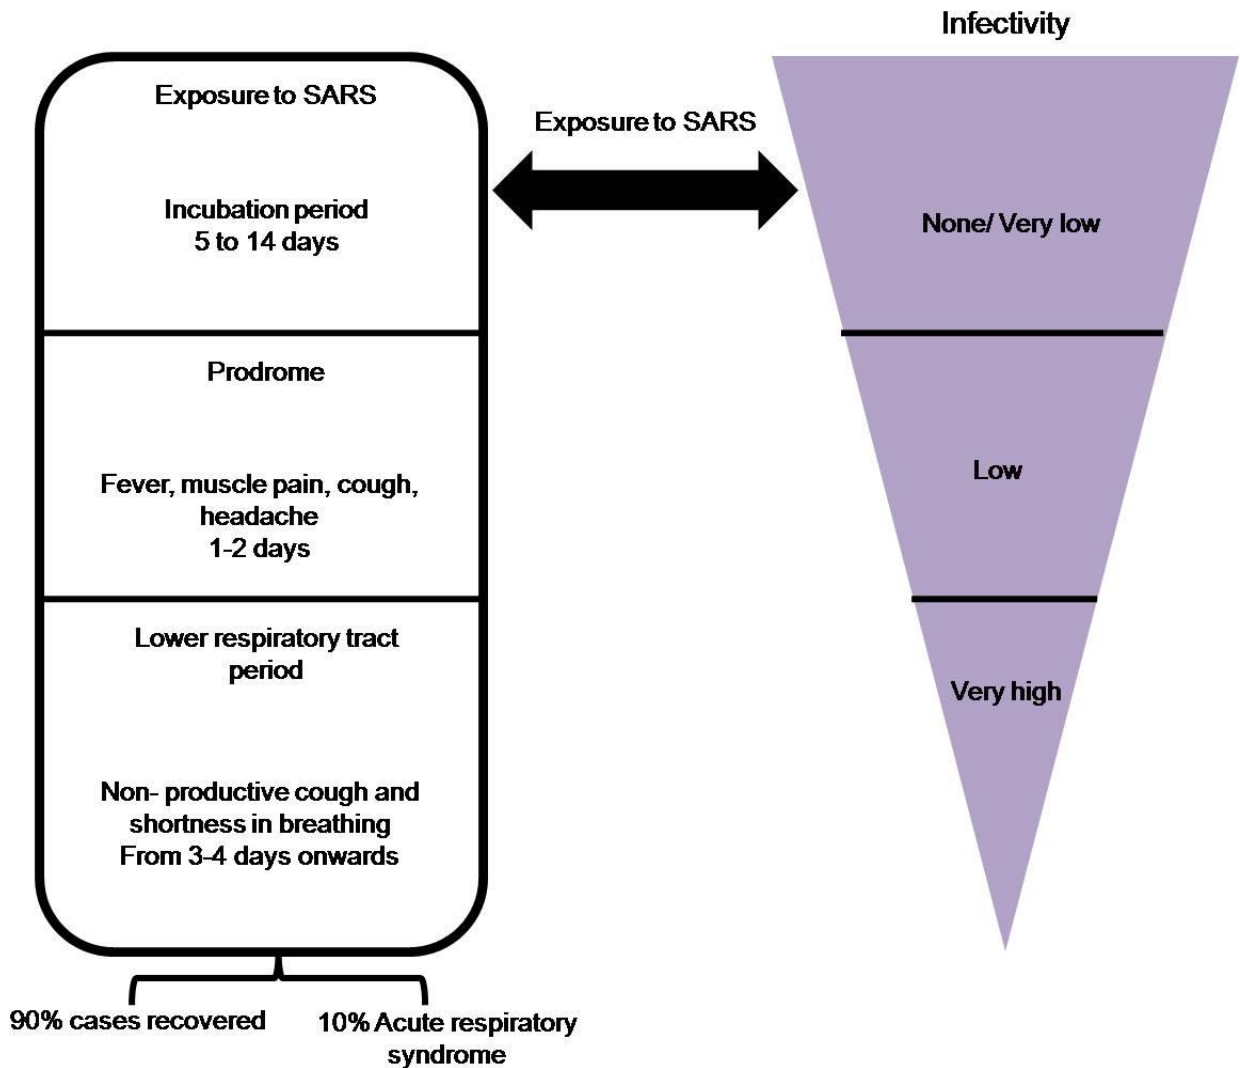 Exposure to SARS
Incubation period
5 to 14 days
Prodrome
Fever, muscle pain, cough,
headache
1-2 days
Lower respiratory tract
period
Non- productive cough and
shortness in breathing
From 3-4 days onwards
90% cases recovered
10% Acute respiratory
syndrome
Exposure to SARS
Infectivity
None/ Very low
Low
Very high